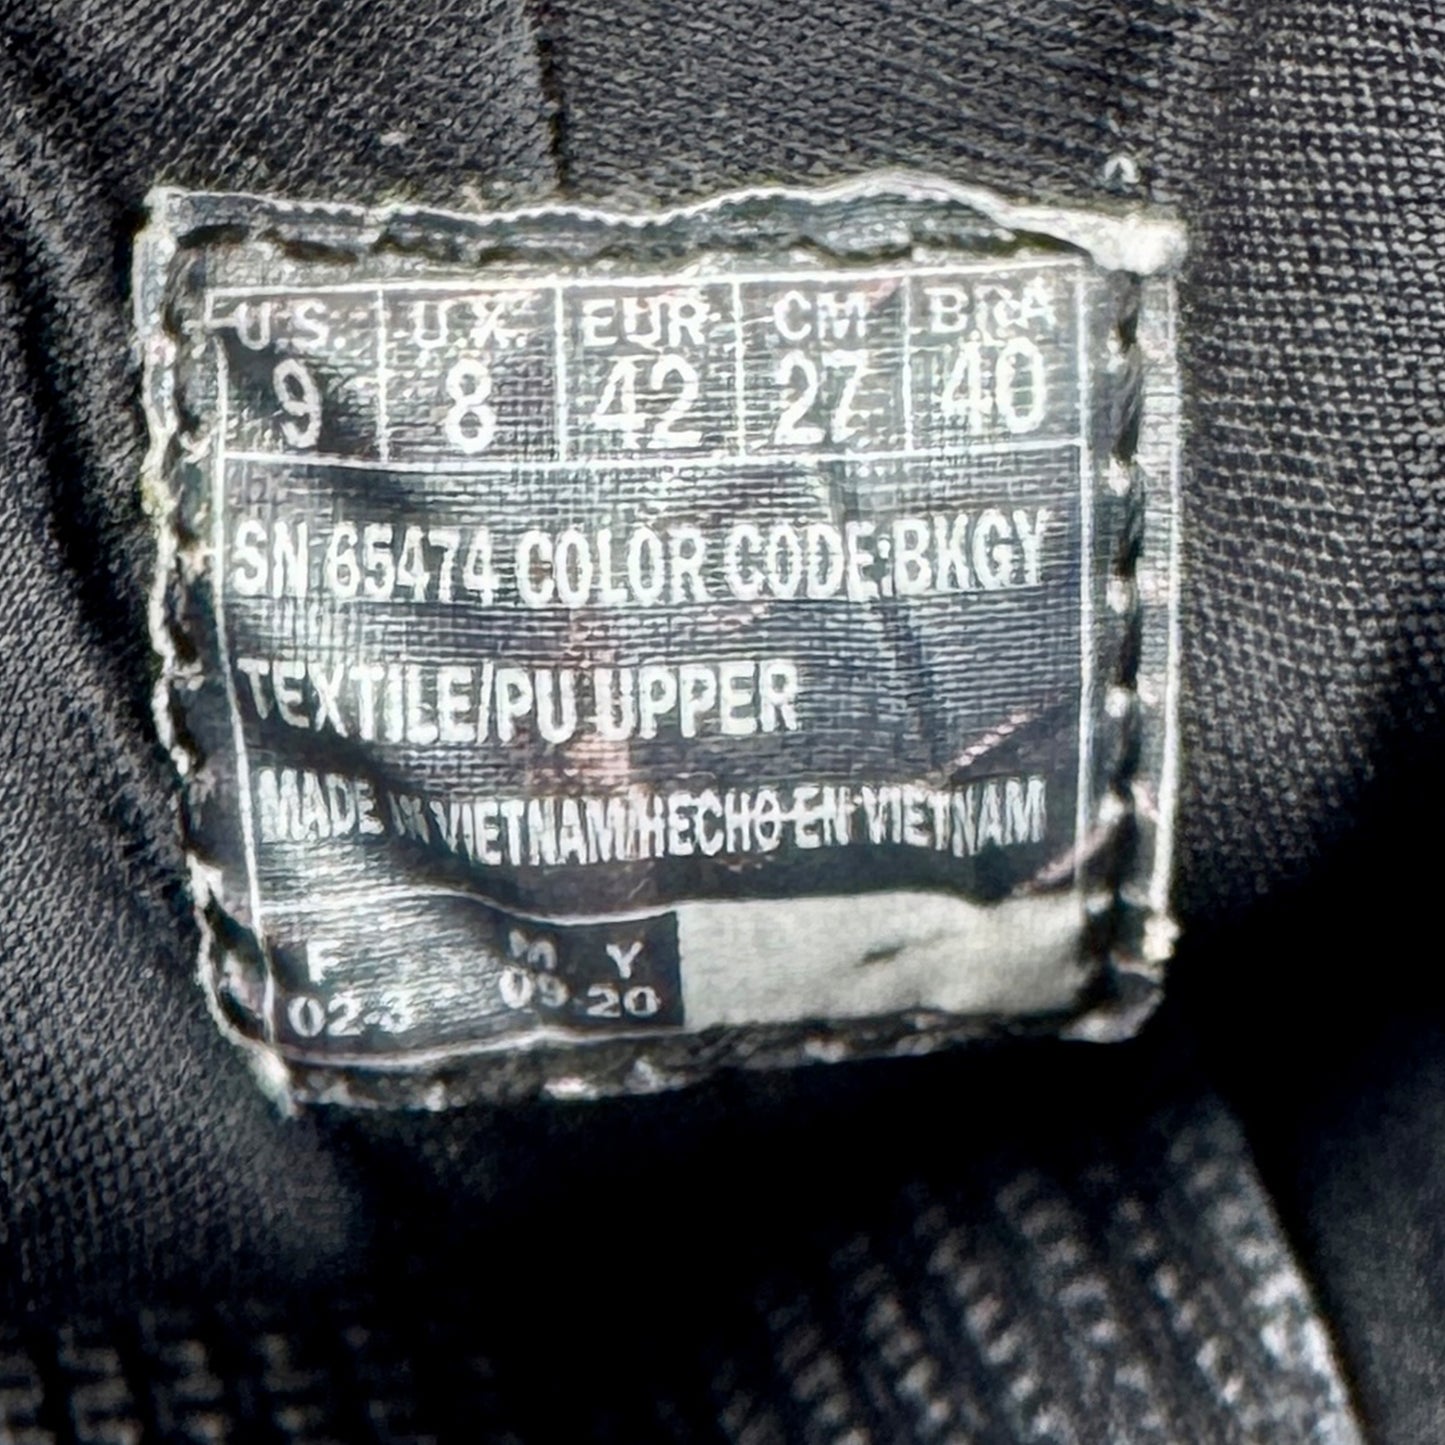 U.S. U.K. EUR CM BRA
9 8 42 27 40
SN:65474 COLOR CODE:BKGY
TEXTILE/PU UPPER
MADE IN VIETNAM/HECHO EN VIETNAM
F M Y
02-3 09 20